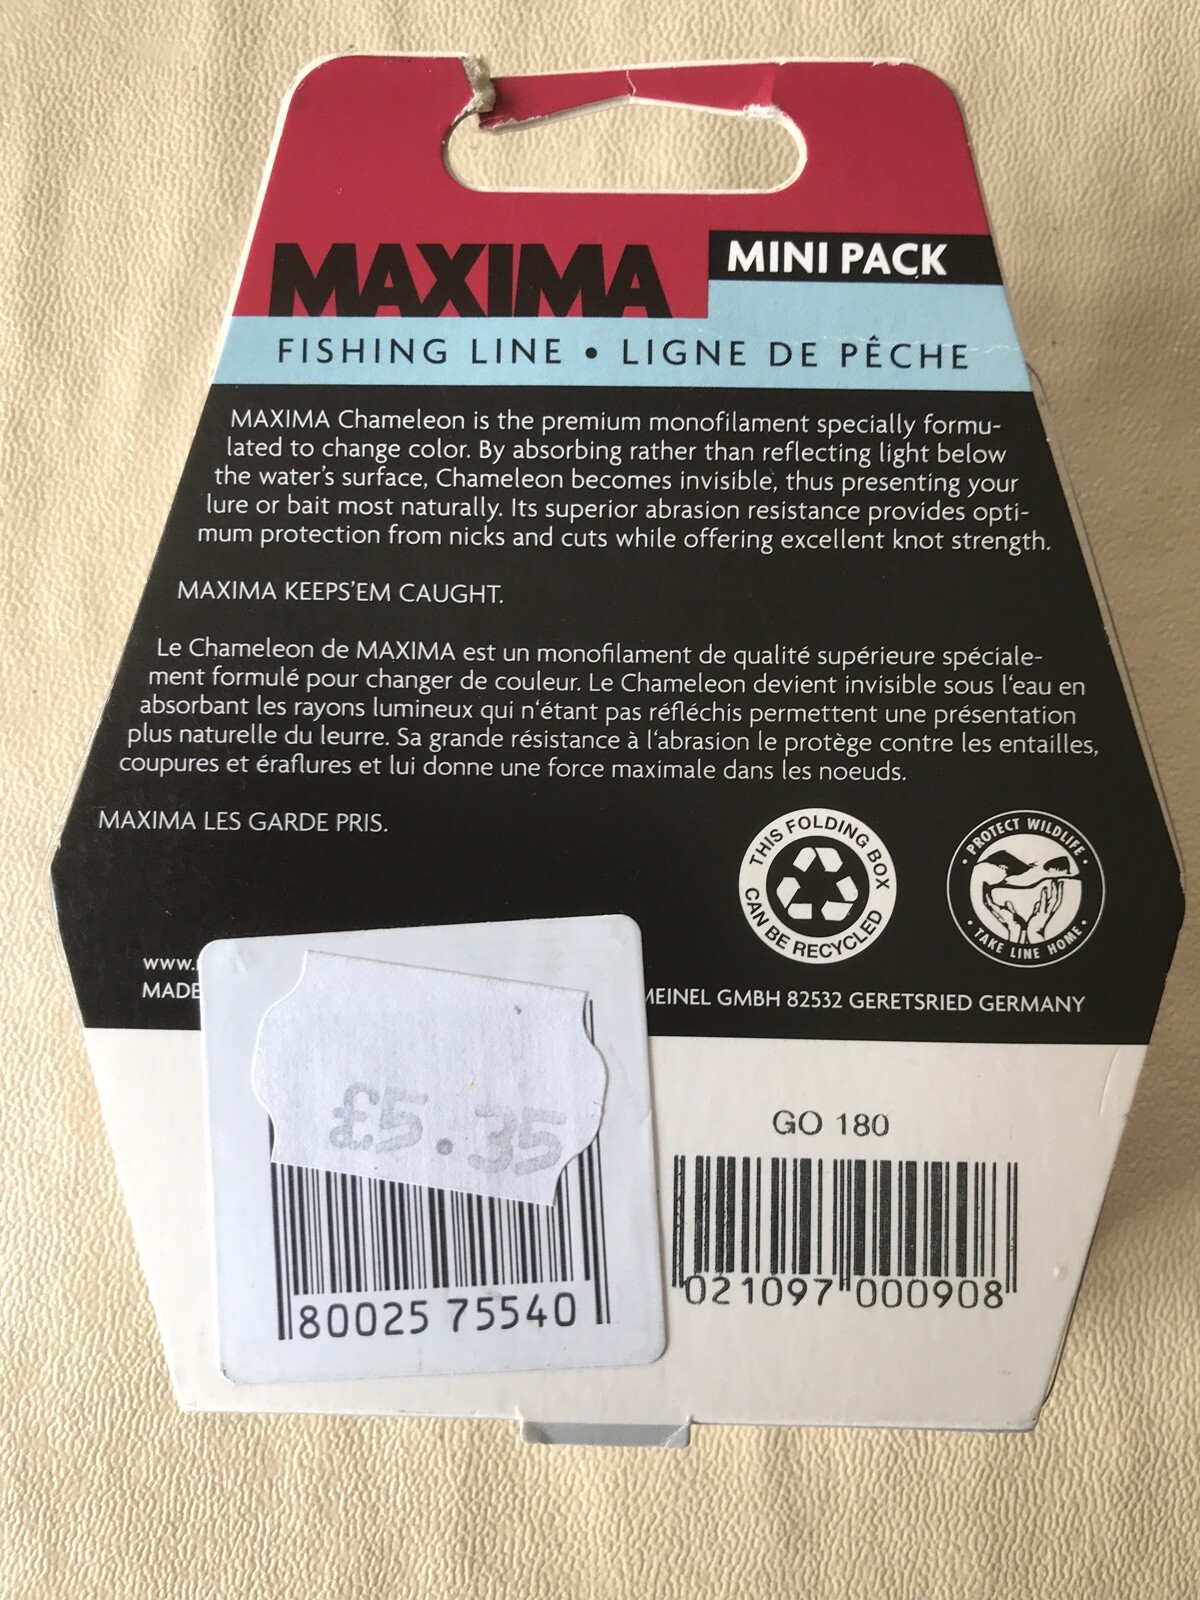 MAXIMA
MINI PACK
FISHING LINE • LIGNE DE PÊCHE
MAXIMA Chameleon is the premium monofilament specially formu-
lated to change color. By absorbing rather than reflecting light below
the water's surface, Chameleon becomes invisible, thus presenting your
lure or bait most naturally. Its superior abrasion resistance provides opti-
mum protection from nicks and cuts while offering excellent knot strength.
MAXIMA KEEPS'EM CAUGHT.
Le Chameleon de MAXIMA est un monofilament de qualité supérieure spéciale-
ment formulé pour changer de couleur. Le Chameleon devient invisible sous l'eau en
absorbant les rayons lumineux qui n'étant pas réfléchis permettent une présentation
plus naturelle du leurre. Sa grande résistance à l'abrasion le protège contre les entailles,
coupures et éraflures et lui donne une force maximale dans les noeuds.
MAXIMA LES GARDE PRIS.
THIS FOLDING BOX
CAN BE RECYCLED
• PROTECT WILDLIFE •
• TAKE LINE HOME •
www.
MADE MEINEL GMBH 82532 GERETSRIED GERMANY
£5.35
80025 75540
GO 180
021097 000908